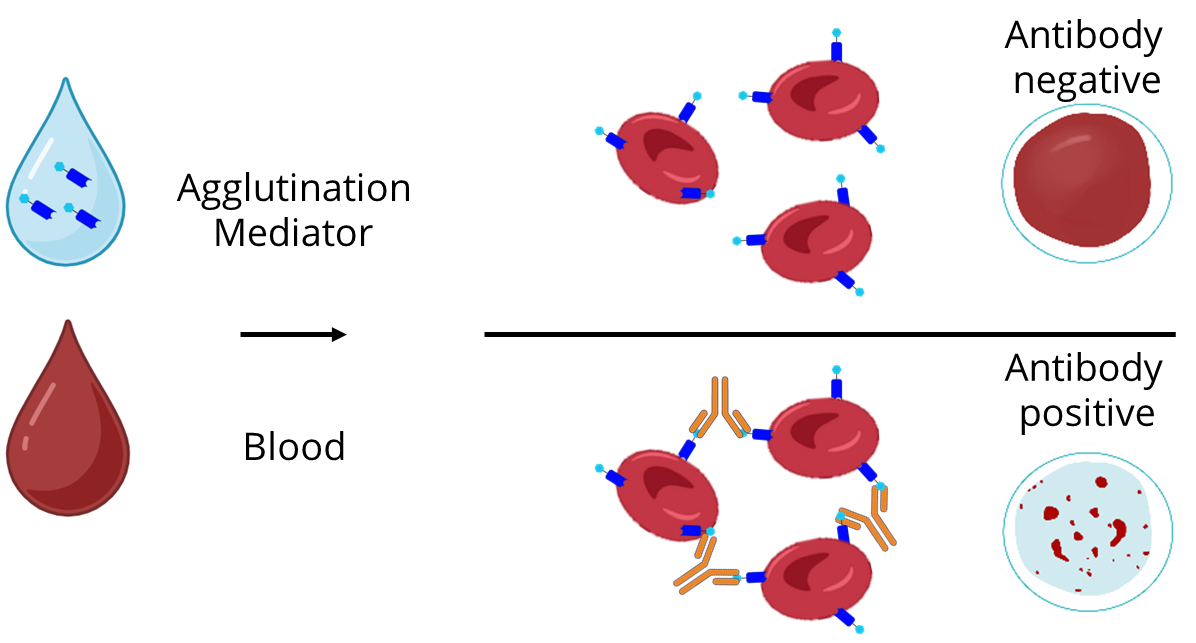 Agglutination
Mediator
Blood
Antibody
negative
Antibody
positive